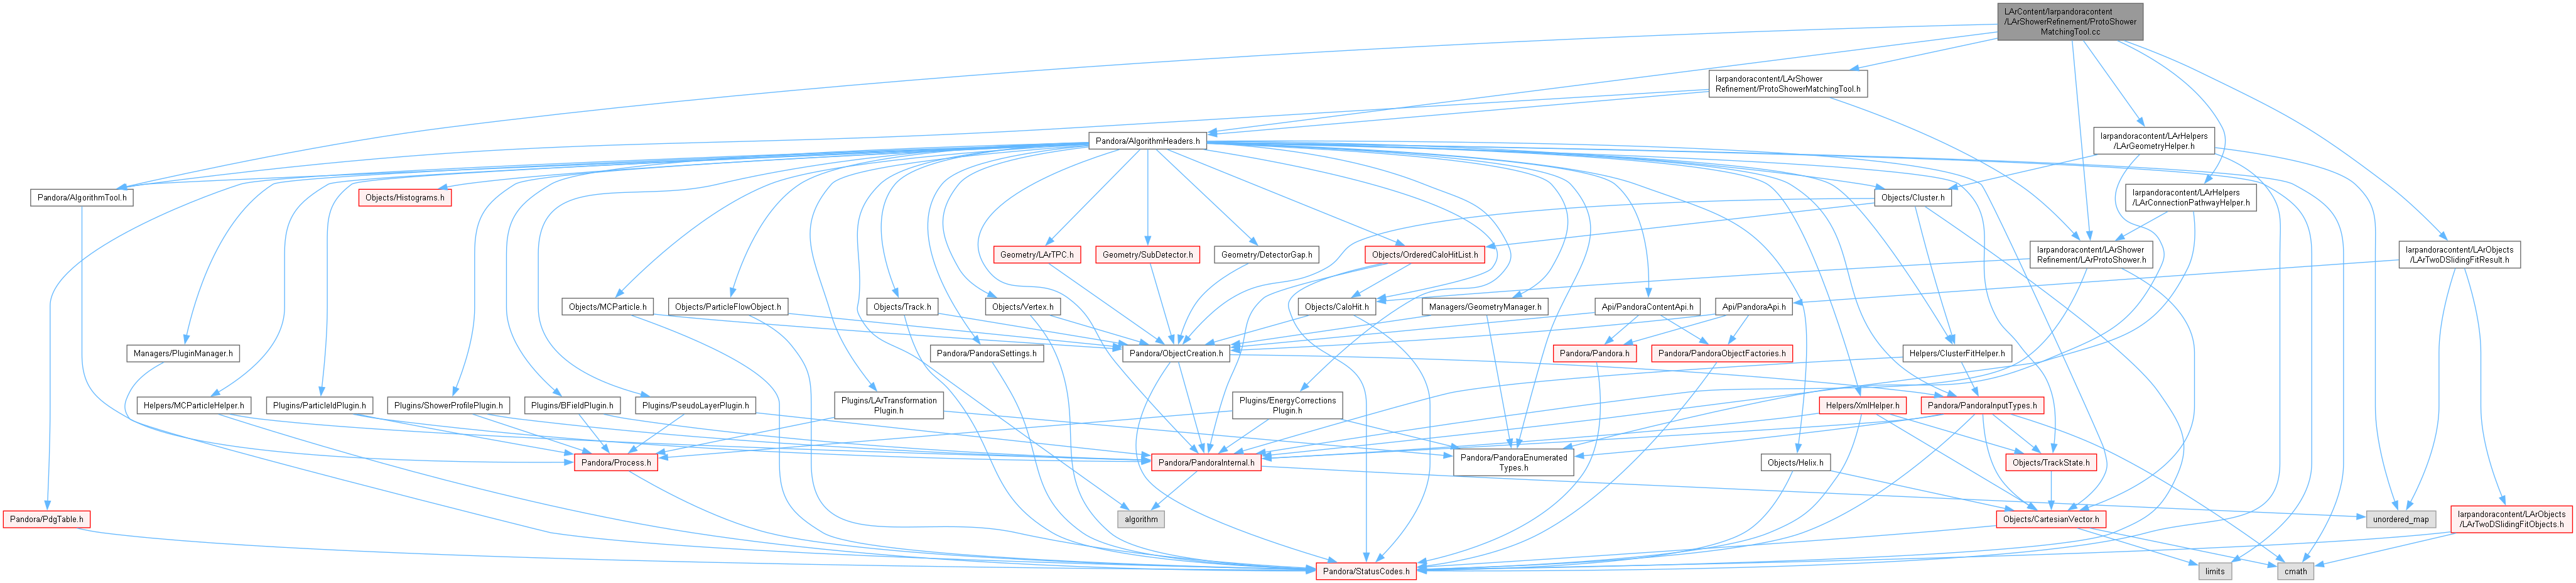 LArContent/larpandoracontent
/LArShowerRefinement/ProtoShower
MatchingTool.cc
larpandoracontent/LArShower
Refinement/ProtoShowerMatchingTool.h
Pandora/AlgorithmHeaders.h
larpandoracontent/LArHelpers
/LArGeometryHelper.h
Pandora/AlgorithmTool.h
Objects/Histograms.h
Objects/Cluster.h
larpandoracontent/LArHelpers
/LArConnectionPathwayHelper.h
Geometry/LArTPC.h
Geometry/SubDetector.h
Geometry/DetectorGap.h
Objects/OrderedCaloHitList.h
larpandoracontent/LArShower
Refinement/LArProtoShower.h
larpandoracontent/LArObjects
/LArTwoDSlidingFitResult.h
Objects/MCParticle.h
Objects/ParticleFlowObject.h
Objects/Track.h
Objects/Vertex.h
Objects/CaloHit.h
Managers/GeometryManager.h
Api/PandoraContentApi.h
Api/PandoraApi.h
Managers/PluginManager.h
Pandora/PandoraSettings.h
Pandora/ObjectCreation.h
Pandora/Pandora.h
Pandora/PandoraObjectFactories.h
Helpers/ClusterFitHelper.h
Helpers/MCParticleHelper.h
Plugins/ParticleIdPlugin.h
Plugins/ShowerProfilePlugin.h
Plugins/BFieldPlugin.h
Plugins/PseudoLayerPlugin.h
Plugins/LArTransformation
Plugin.h
Plugins/EnergyCorrections
Plugin.h
Helpers/XmlHelper.h
Pandora/PandoraInputTypes.h
Pandora/Process.h
Pandora/PandoraInternal.h
Pandora/PandoraEnumerated
Types.h
Objects/Helix.h
Objects/TrackState.h
Pandora/PdgTable.h
algorithm
Objects/CartesianVector.h
unordered_map
larpandoracontent/LArObjects
/LArTwoDSlidingFitObjects.h
Pandora/StatusCodes.h
limits
cmath